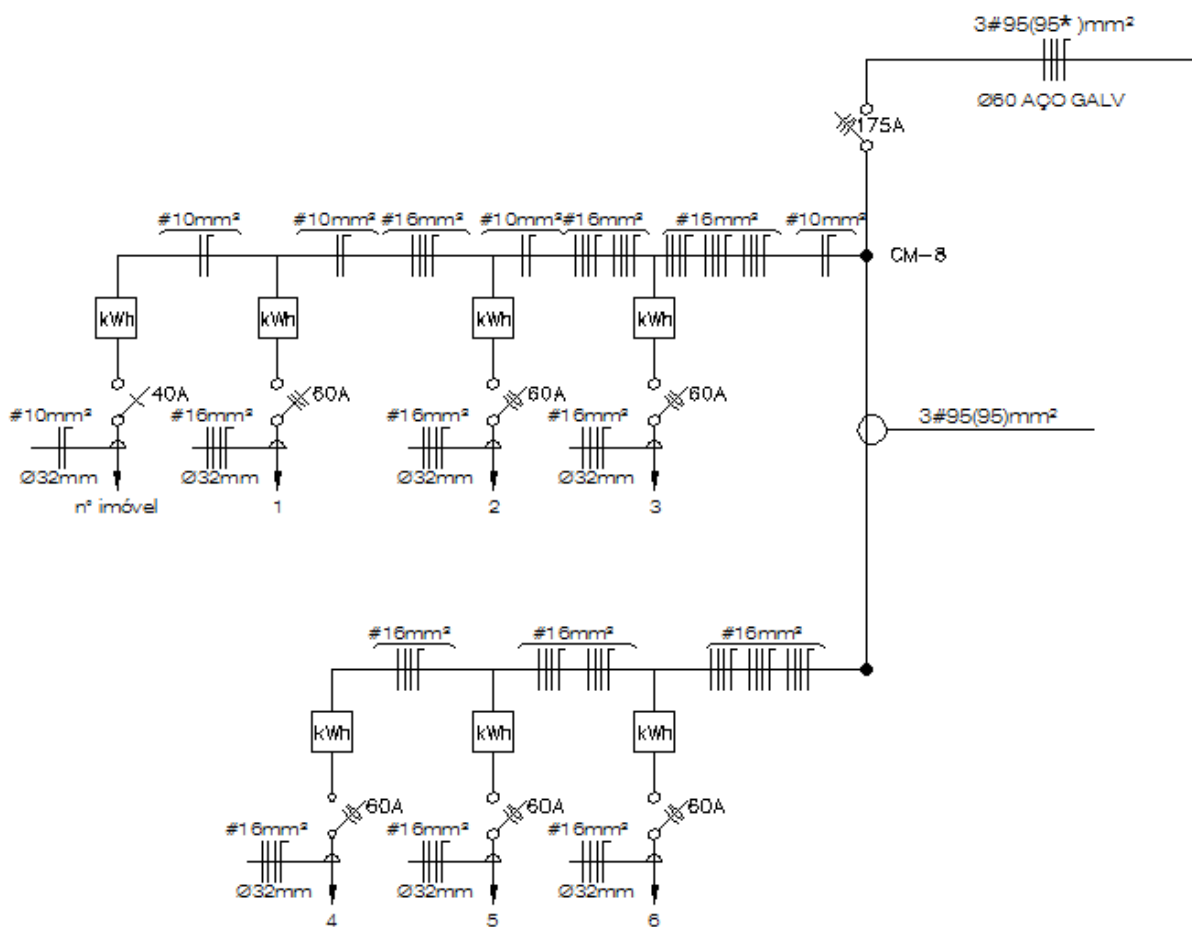 3#95(95*)mm²
Ø60 AÇO GALV
175A
#10mm² #10mm² #16mm² #10mm² #16mm² #16mm² #10mm²
CM-8
kWh kWh kWh kWh
40A 60A 60A 60A
#10mm² #16mm² #16mm² #16mm²
3#95(95)mm²
Ø32mm Ø32mm Ø32mm Ø32mm
n° imóvel 1 2 3
#16mm² #16mm² #16mm²
kWh kWh kWh
60A 60A 60A
#16mm² #16mm² #16mm²
Ø32mm Ø32mm Ø32mm
4 5 6